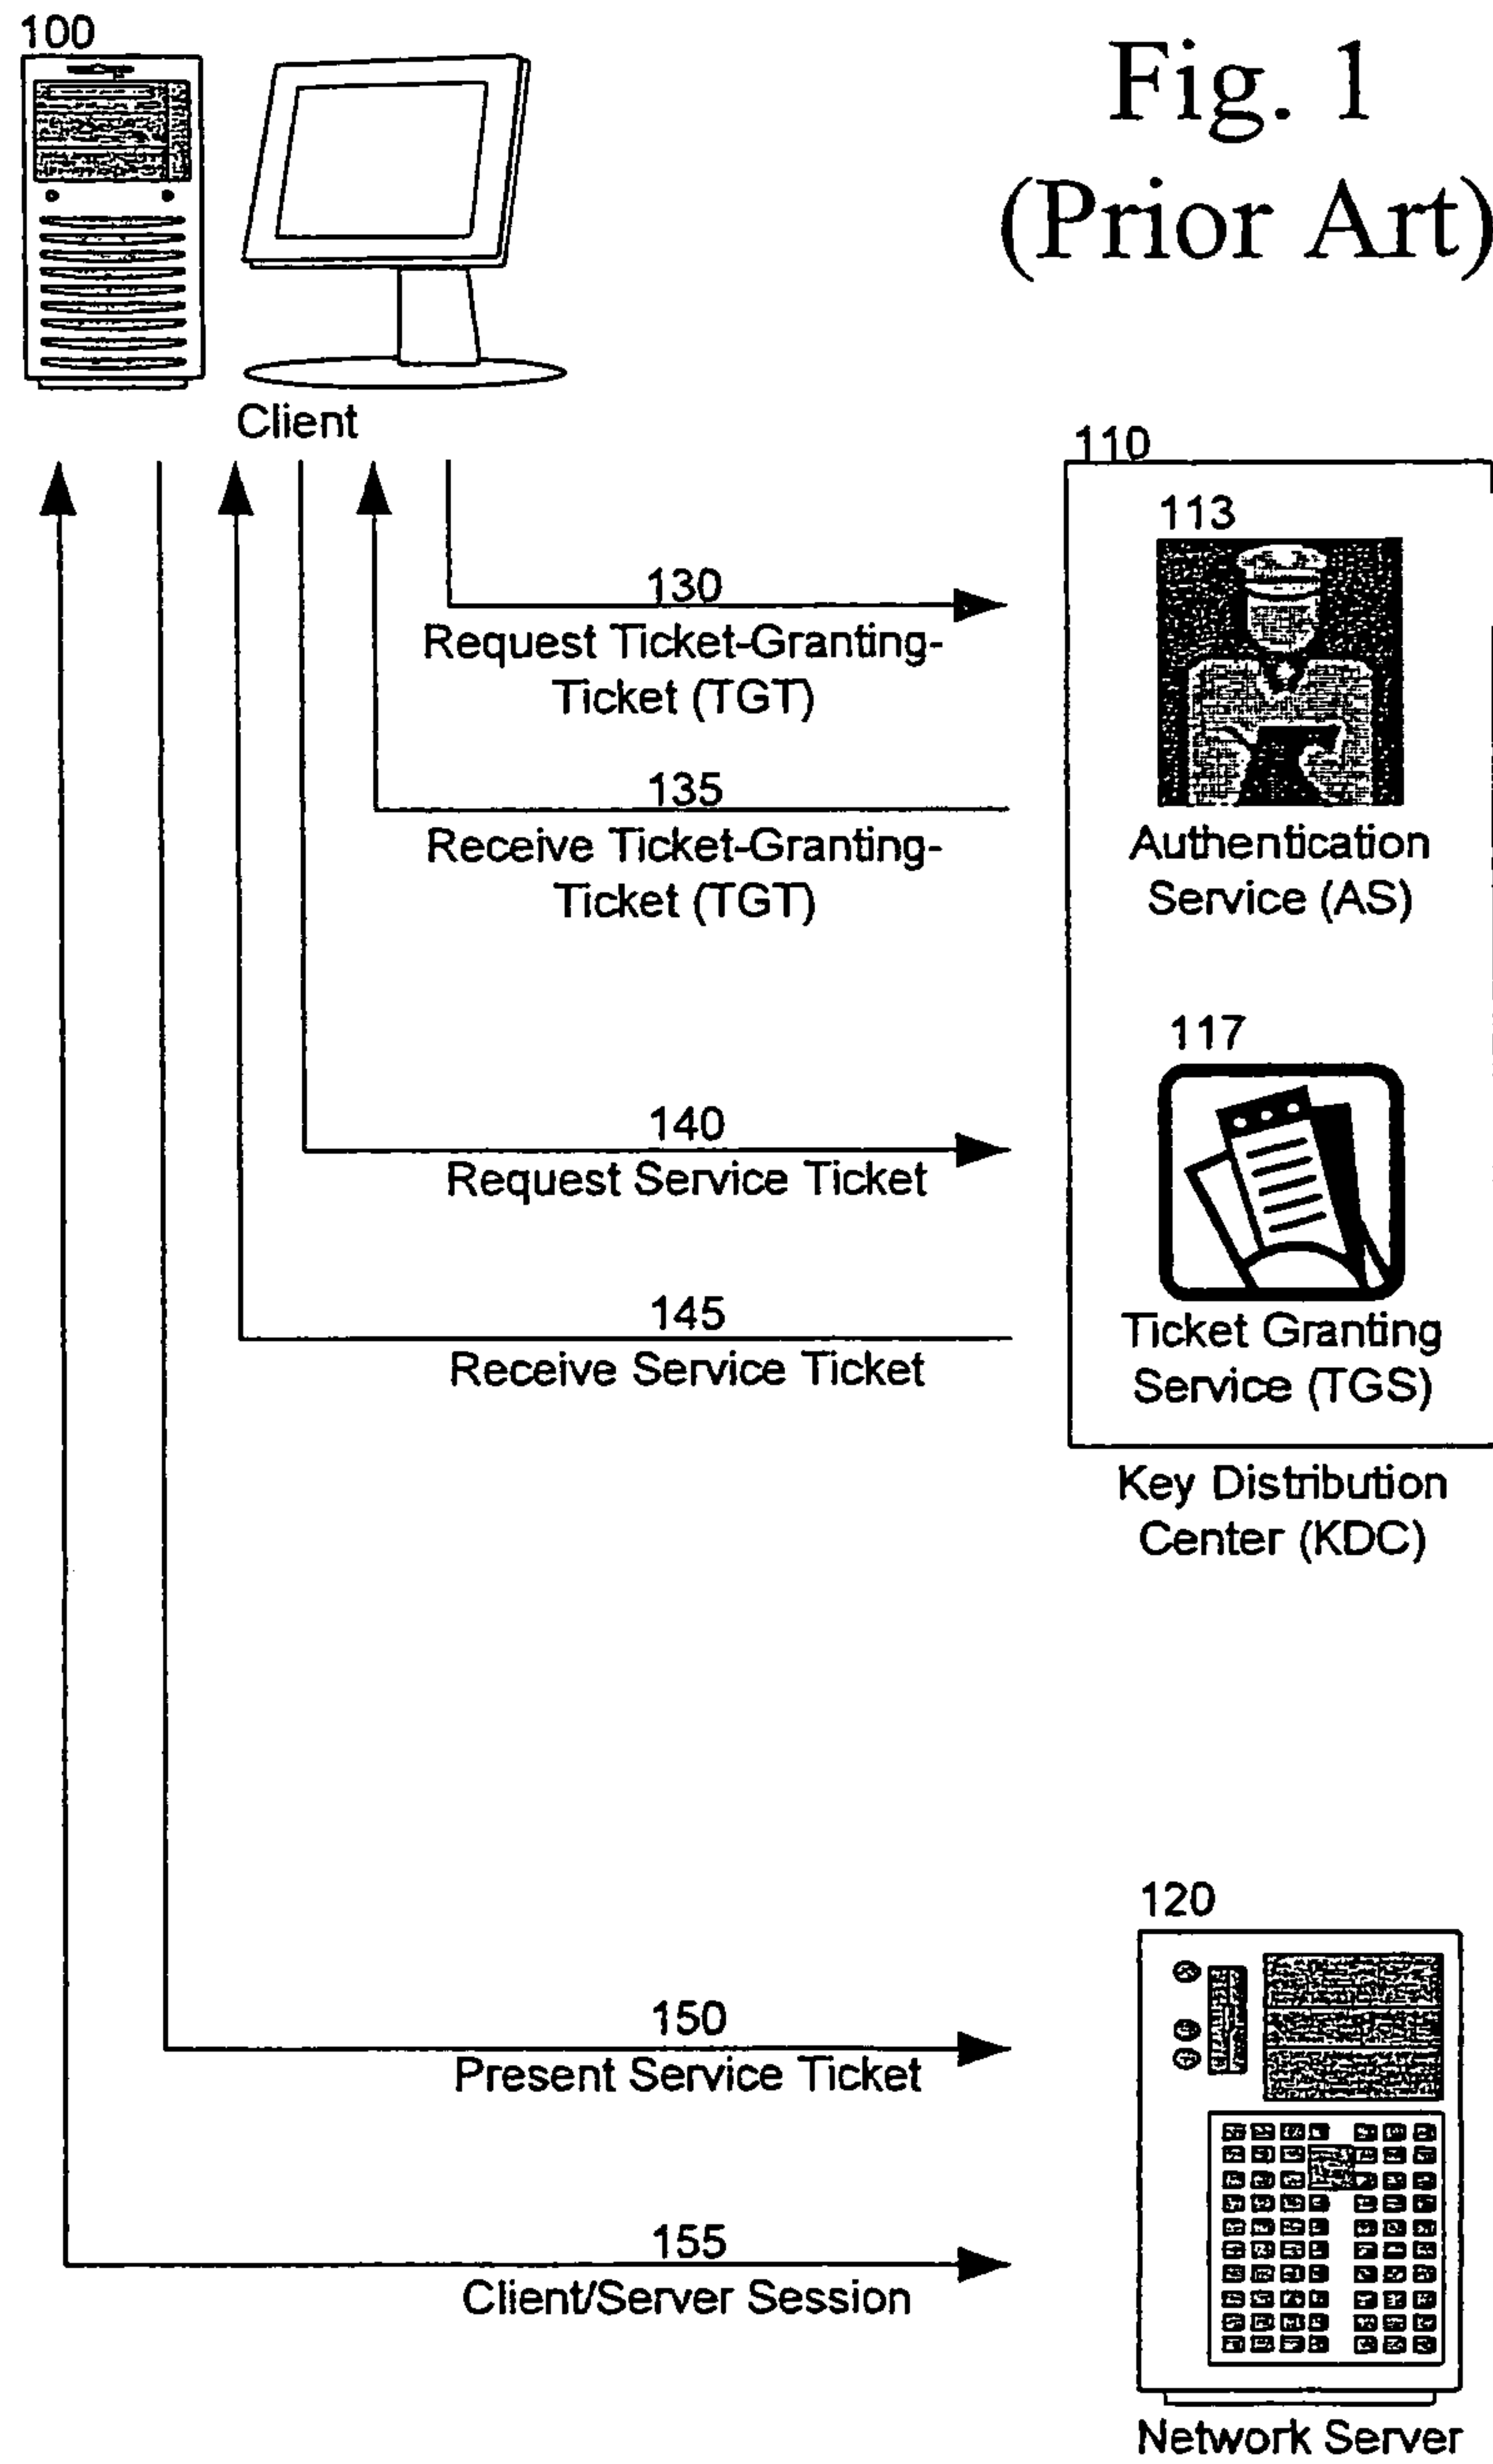 100
Fig. 1
(Prior Art)
Client
110
113
130
Request Ticket-Granting-
Ticket (TGT)
135
Receive Ticket-Granting-
Ticket (TGT)
Authentication
Service (AS)
117
140
Request Service Ticket
145
Receive Service Ticket
Ticket Granting
Service (TGS)
Key Distribution
Center (KDC)
120
150
Present Service Ticket
155
Client/Server Session
Network Server